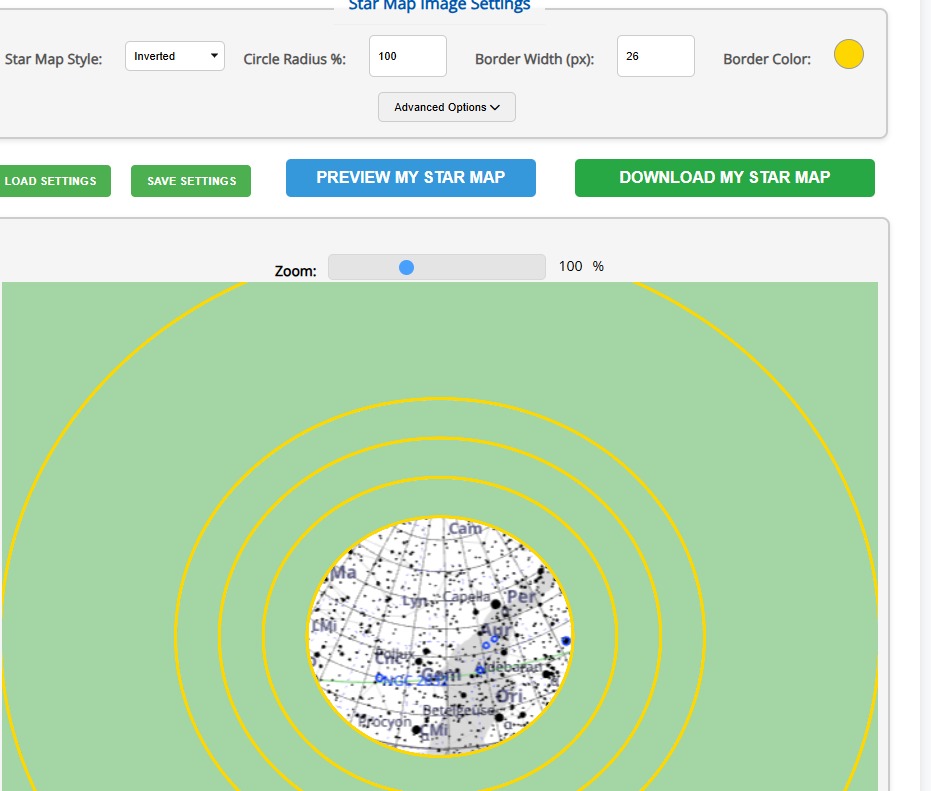 Star Map Image Settings
Star Map Style: Inverted Circle Radius %: 100 Border Width (px): 26 Border Color:
Advanced Options
LOAD SETTINGS SAVE SETTINGS PREVIEW MY STAR MAP DOWNLOAD MY STAR MAP
Zoom: 100 %
Cam
Ma
Lyn Capella Per
CMi Aur
Pollux
Cnc Gem Aldebaran
NGC
Ori
Betelgeuse
Procyon
CMi